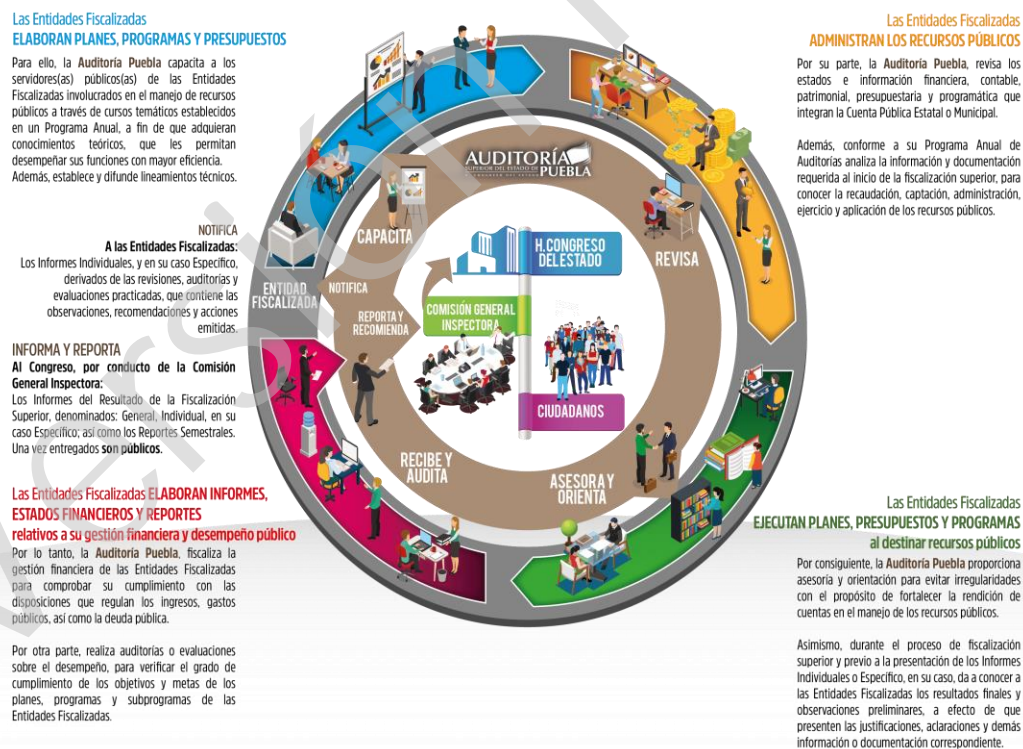 Las Entidades Fiscalizadas
ELABORAN PLANES, PROGRAMAS Y PRESUPUESTOS
Para ello, la Auditoría Puebla capacita a los
servidores(as) públicos(as) de las Entidades
Fiscalizadas involucrados en el manejo de recursos
públicos a través de cursos temáticos establecidos
en un Programa Anual, a fin de que adquieran
conocimientos teóricos, que les permitan
desempeñar sus funciones con mayor eficiencia.
Además, establece y difunde lineamientos técnicos.
NOTIFICA
A las Entidades Fiscalizadas:
Los Informes Individuales, y en su caso Específico,
derivados de las revisiones, auditorías y
evaluaciones practicadas, que contiene las
observaciones, recomendaciones y acciones
emitidas.
INFORMA Y REPORTA
Al Congreso, por conducto de la Comisión
General Inspectora:
Los Informes del Resultado de la Fiscalización
Superior, denominados: General, Individual, en su
caso Específico; así como los Reportes Semestrales.
Una vez entregados son públicos.
Las Entidades Fiscalizadas ELABORAN INFORMES,
ESTADOS FINANCIEROS Y REPORTES
relativos a su gestión financiera y desempeño público
Por lo tanto, la Auditoría Puebla, fiscaliza la
gestión financiera de las Entidades Fiscalizadas
para comprobar su cumplimiento con las
disposiciones que regulan los ingresos, gastos
públicos, así como la deuda pública.
Por otra parte, realiza auditorías o evaluaciones
sobre el desempeño, para verificar el grado de
cumplimiento de los objetivos y metas de los
planes, programas y subprogramas de las
Entidades Fiscalizadas.
AUDITORÍA
SUPERIOR DEL ESTADO DE
PUEBLA
CAPACITA
REVISA
ENTIDAD
FISCALIZADA
NOTIFICA
REPORTA Y
RECOMIENDA
H. CONGRESO
DEL ESTADO
COMISIÓN GENERAL
INSPECTORA
CIUDADANOS
RECIBE Y
AUDITA
ASESORA Y
ORIENTA
Las Entidades Fiscalizadas
ADMINISTRAN LOS RECURSOS PÚBLICOS
Por su parte, la Auditoría Puebla, revisa los
estados e información financiera, contable,
patrimonial, presupuestaria y programática que
integran la Cuenta Pública Estatal o Municipal.
Además, conforme a su Programa Anual de
Auditorías analiza la información y documentación
requerida al inicio de la fiscalización superior, para
conocer la recaudación, captación, administración,
ejercicio y aplicación de los recursos públicos.
Las Entidades Fiscalizadas
EJECUTAN PLANES, PRESUPUESTOS Y PROGRAMAS
al destinar recursos públicos
Por consiguiente, la Auditoría Puebla proporciona
asesoría y orientación para evitar irregularidades
con el propósito de fortalecer la rendición de
cuentas en el manejo de los recursos públicos.
Asimismo, durante el proceso de fiscalización
superior y previo a la presentación de los Informes
Individuales o Específico, en su caso, da a conocer a
las Entidades Fiscalizadas los resultados finales y
observaciones preliminares, a efecto de que
presenten las justificaciones, aclaraciones y demás
información o documentación correspondiente.